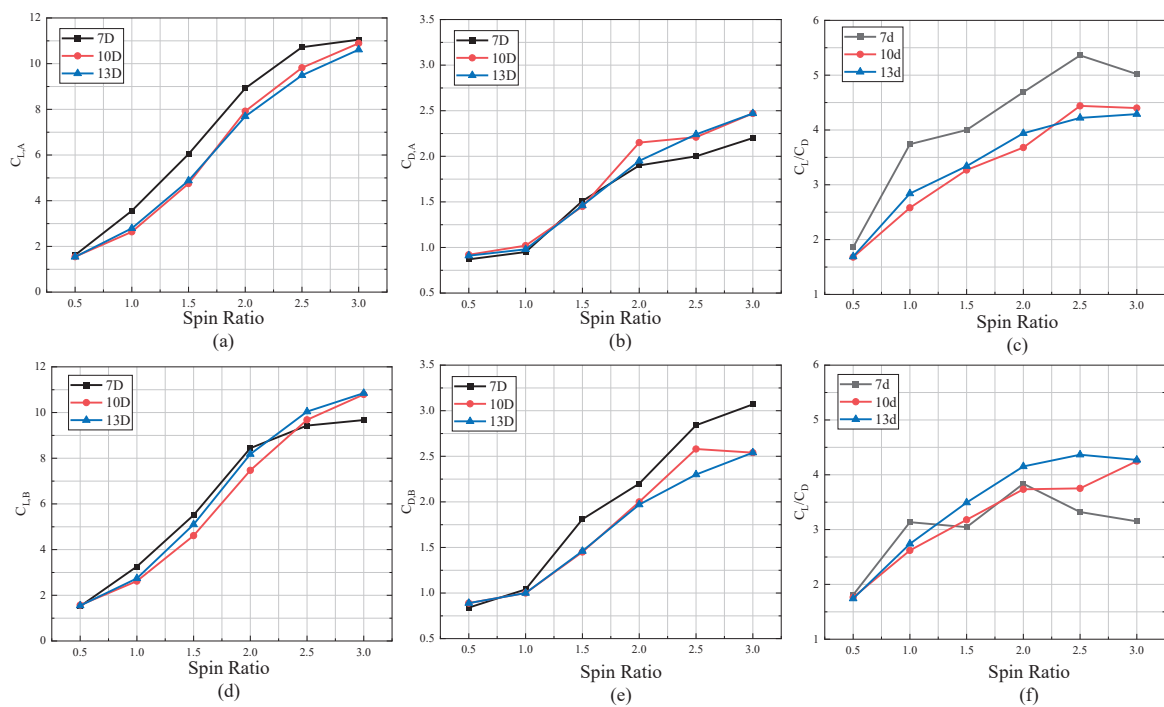 12
10
8
6
4
2
0
C_L,A
7D
10D
13D
0.5 1.0 1.5 2.0 2.5 3.0
Spin Ratio
(a)
3.5
3.0
2.5
2.0
1.5
1.0
0.5
C_D,A
7D
10D
13D
0.5 1.0 1.5 2.0 2.5 3.0
Spin Ratio
(b)
6
5
4
3
2
1
C_L/C_D
7d
10d
13d
0.5 1.0 1.5 2.0 2.5 3.0
Spin Ratio
(c)
12
10
8
6
4
2
0
C_L,B
7D
10D
13D
0.5 1.0 1.5 2.0 2.5 3.0
Spin Ratio
(d)
3.5
3.0
2.5
2.0
1.5
1.0
0.5
C_D,B
7D
10D
13D
0.5 1.0 1.5 2.0 2.5 3.0
Spin Ratio
(e)
6
5
4
3
2
1
C_L/C_D
7d
10d
13d
0.5 1.0 1.5 2.0 2.5 3.0
Spin Ratio
(f)